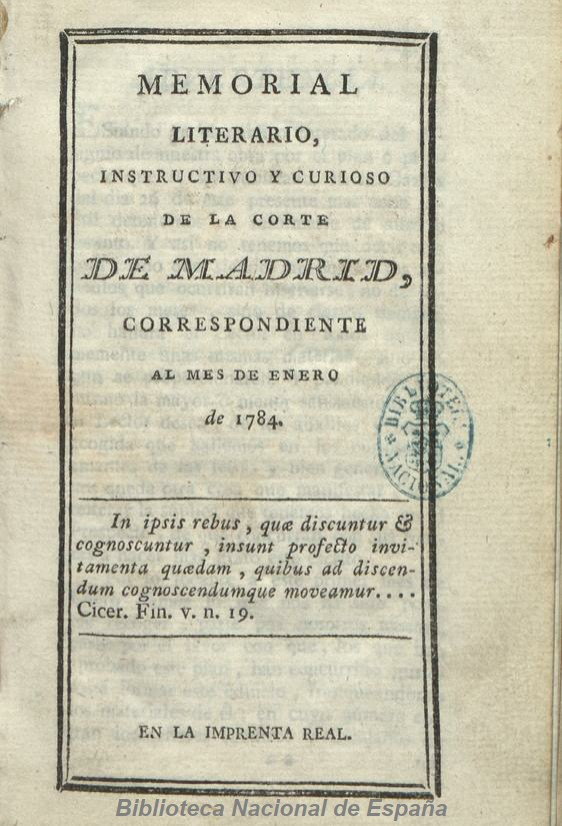 MEMORIAL
LITERARIO,
INSTRUCTIVO Y CURIOSO
DE LA CORTE
DE MADRID,
CORRESPONDIENTE
AL MES DE ENERO
de 1784.
BIBLIOTECA NACIONAL
In ipsis rebus, quæ discuntur &
cognoscuntur, insunt profecto invi-
tamenta quædam, quibus ad discen-
dum cognoscendumque moveamur....
Cicer. Fin. v. n. 19.
EN LA IMPRENTA REAL.
Biblioteca Nacional de España